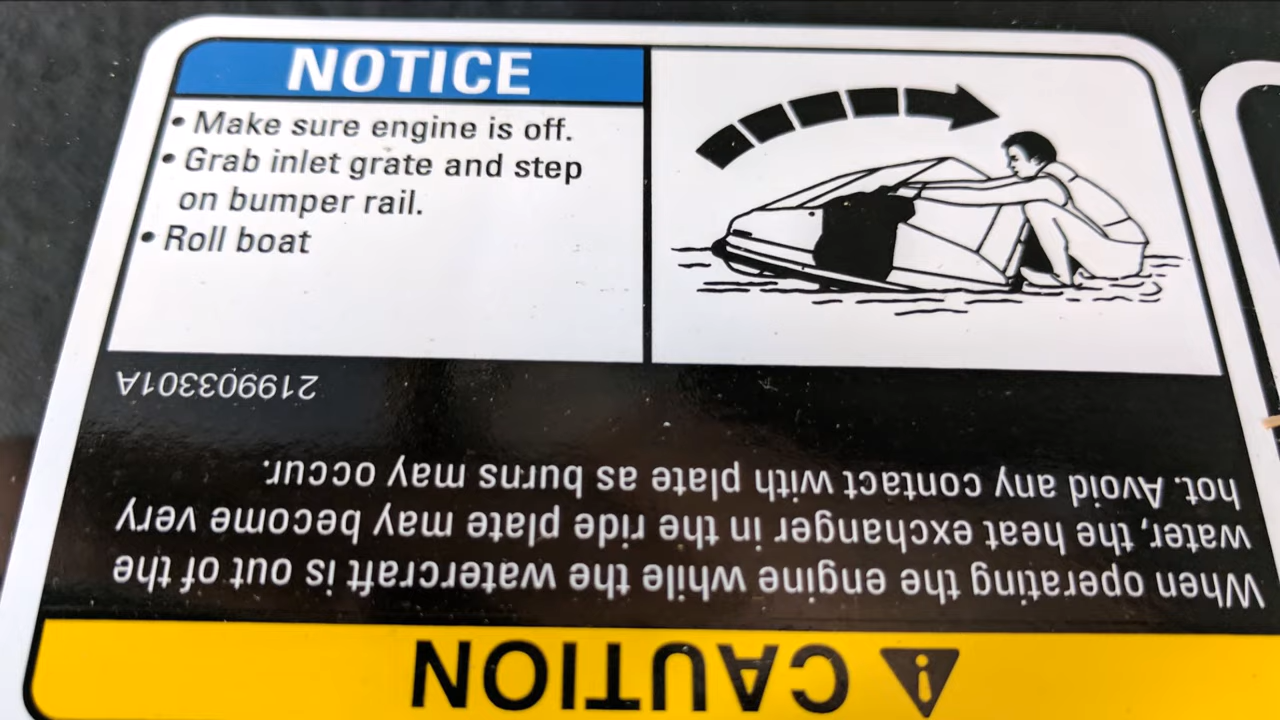 NOTICE
• Make sure engine is off.
• Grab inlet grate and step
on bumper rail.
• Roll boat
CAUTION
When operating the engine while the watercraft is out of the
water, the heat exchanger in the ride plate may become very
hot. Avoid any contact with plate as burns may occur.
219903301A